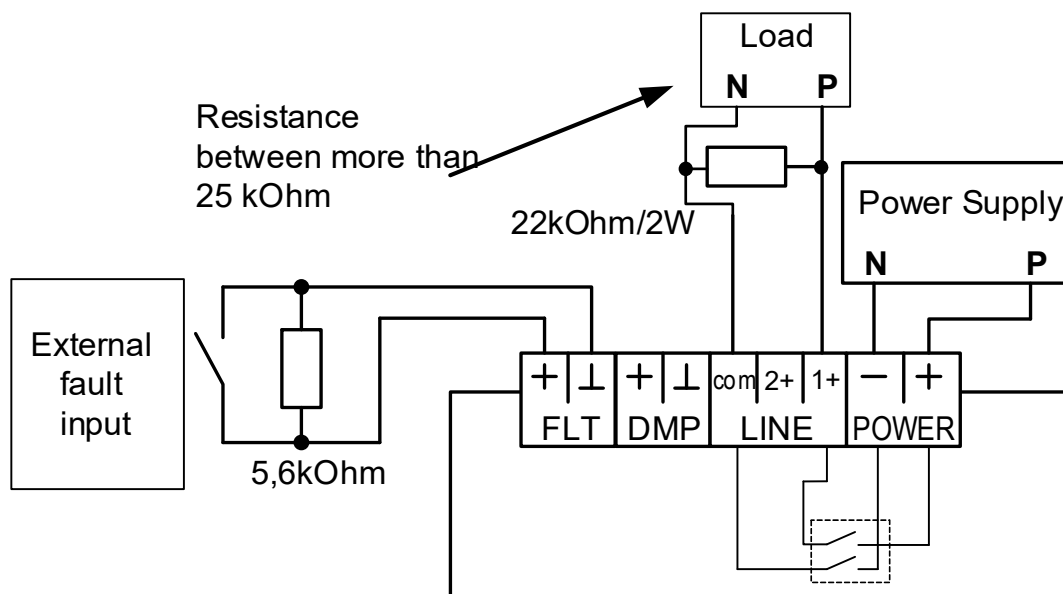 Load
N P
Resistance
between more than
25 kOhm
22kOhm/2W
Power Supply
N P
External
fault
input
5,6kOhm
+ ⊥ + ⊥ com 2+ 1+ − +
FLT DMP LINE POWER